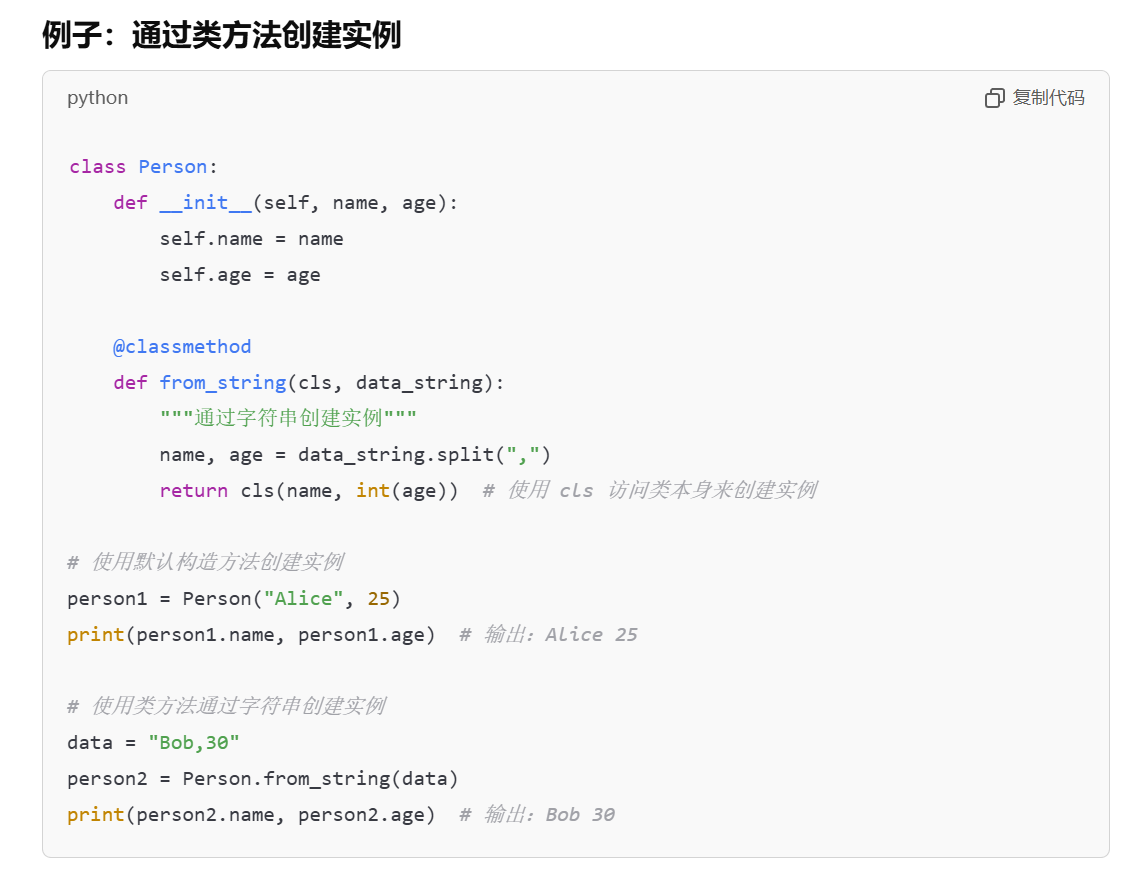 例子：通过类方法创建实例
python
复制代码
class Person:
    def __init__(self, name, age):
        self.name = name
        self.age = age
    @classmethod
    def from_string(cls, data_string):
        """通过字符串创建实例"""
        name, age = data_string.split(",")
        return cls(name, int(age))  # 使用 cls 访问类本身来创建实例
# 使用默认构造方法创建实例
person1 = Person("Alice", 25)
print(person1.name, person1.age)  # 输出：Alice 25
# 使用类方法通过字符串创建实例
data = "Bob,30"
person2 = Person.from_string(data)
print(person2.name, person2.age)  # 输出：Bob 30